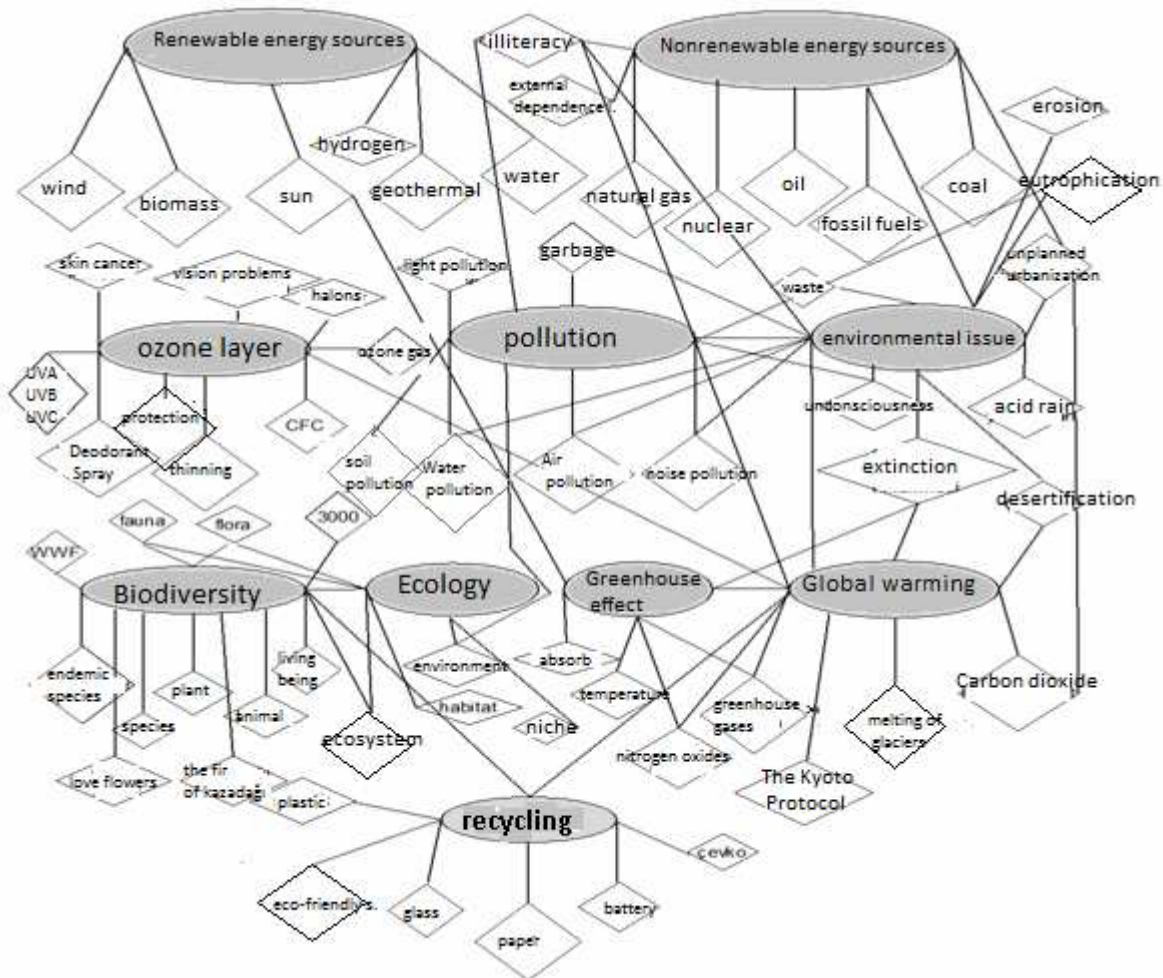 Renewable energy sources
illiteracy
Nonrenewable energy sources
external
dependence
erosion
hydrogen
wind
biomass
sun
geothermal
water
natural gas
nuclear
oil
fossil fuels
coal
eutrophication
skin cancer
vision problems
halons
light pollution
garbage
waste
unplanned
urbanization
ozone layer
ozone gas
pollution
environmental issue
UVA
UVB
UVC
protection
CFC
Deodorant
Spray
thinning
soil
pollution
Water
pollution
Air
pollution
noise pollution
undonsciousness
acid rain
extinction
desertification
fauna
flora
3000
WWF
Biodiversity
Ecology
Greenhouse
effect
Global warming
endemic
species
species
plant
animal
living
being
environment
habitat
ecosystem
niche
absorb
temperature
nitrogen oxides
greenhouse
gases
Carbon dioxide
melting of
glaciers
The Kyoto
Protocol
love flowers
the fir
of kazadağı
plastic
recycling
çevko
eco-friendly s.
glass
paper
battery